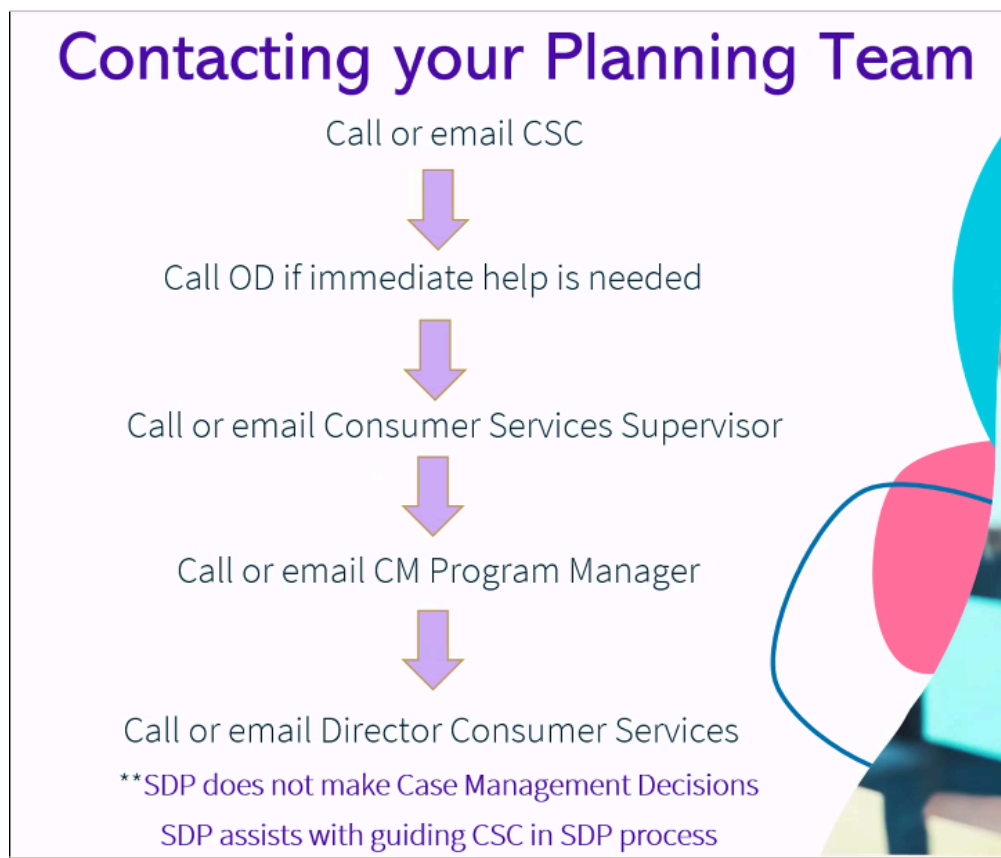 Contacting your Planning Team
Call or email CSC
Call OD if immediate help is needed
Call or email Consumer Services Supervisor
Call or email CM Program Manager
Call or email Director Consumer Services
**SDP does not make Case Management Decisions
SDP assists with guiding CSC in SDP process